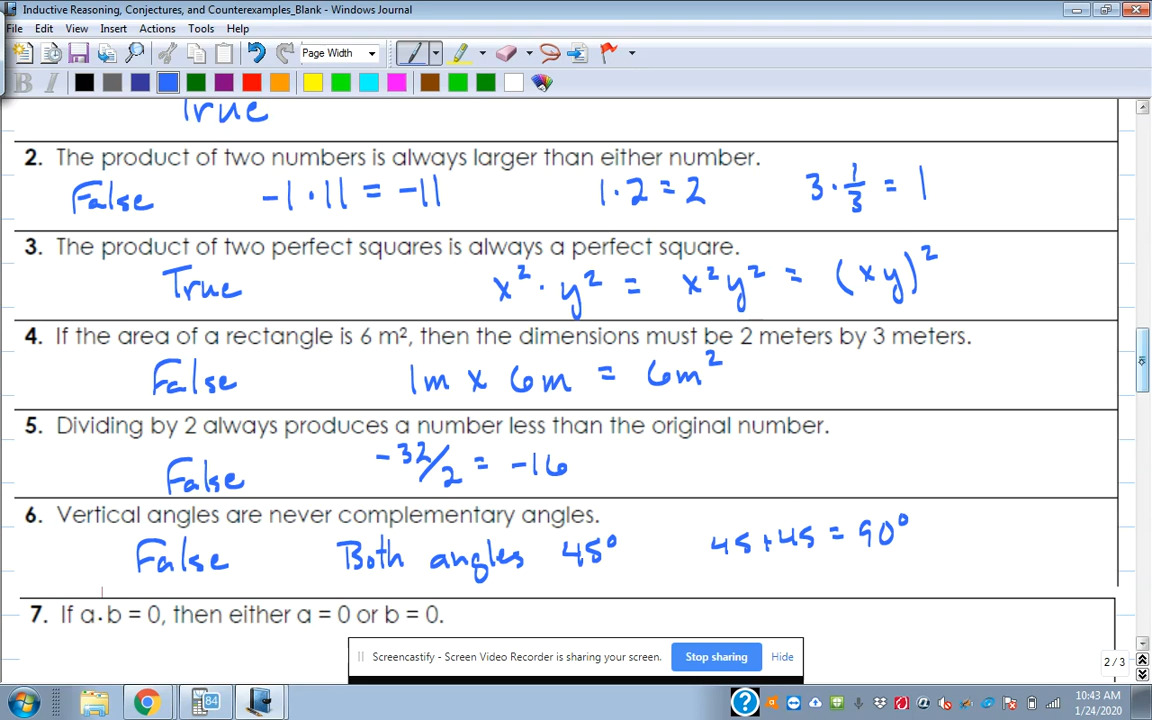 Inductive Reasoning, Conjectures, and Counterexamples_Blank - Windows Journal
File Edit View Insert Actions Tools Help
Page Width
B I
True
2. The product of two numbers is always larger than either number.
False -1 · 11 = -11 1 · 2 = 2 3 · 1/3 = 1
3. The product of two perfect squares is always a perfect square.
True x² · y² = x²y² = (xy)²
4. If the area of a rectangle is 6 m², then the dimensions must be 2 meters by 3 meters.
False 1m x 6m = 6m²
5. Dividing by 2 always produces a number less than the original number.
False -32/2 = -16
6. Vertical angles are never complementary angles.
False Both angles 45° 45+45 = 90°
7. If a · b = 0, then either a = 0 or b = 0.
Screencastify - Screen Video Recorder is sharing your screen. Stop sharing Hide
2 / 3
84
10:43 AM
1/24/2020